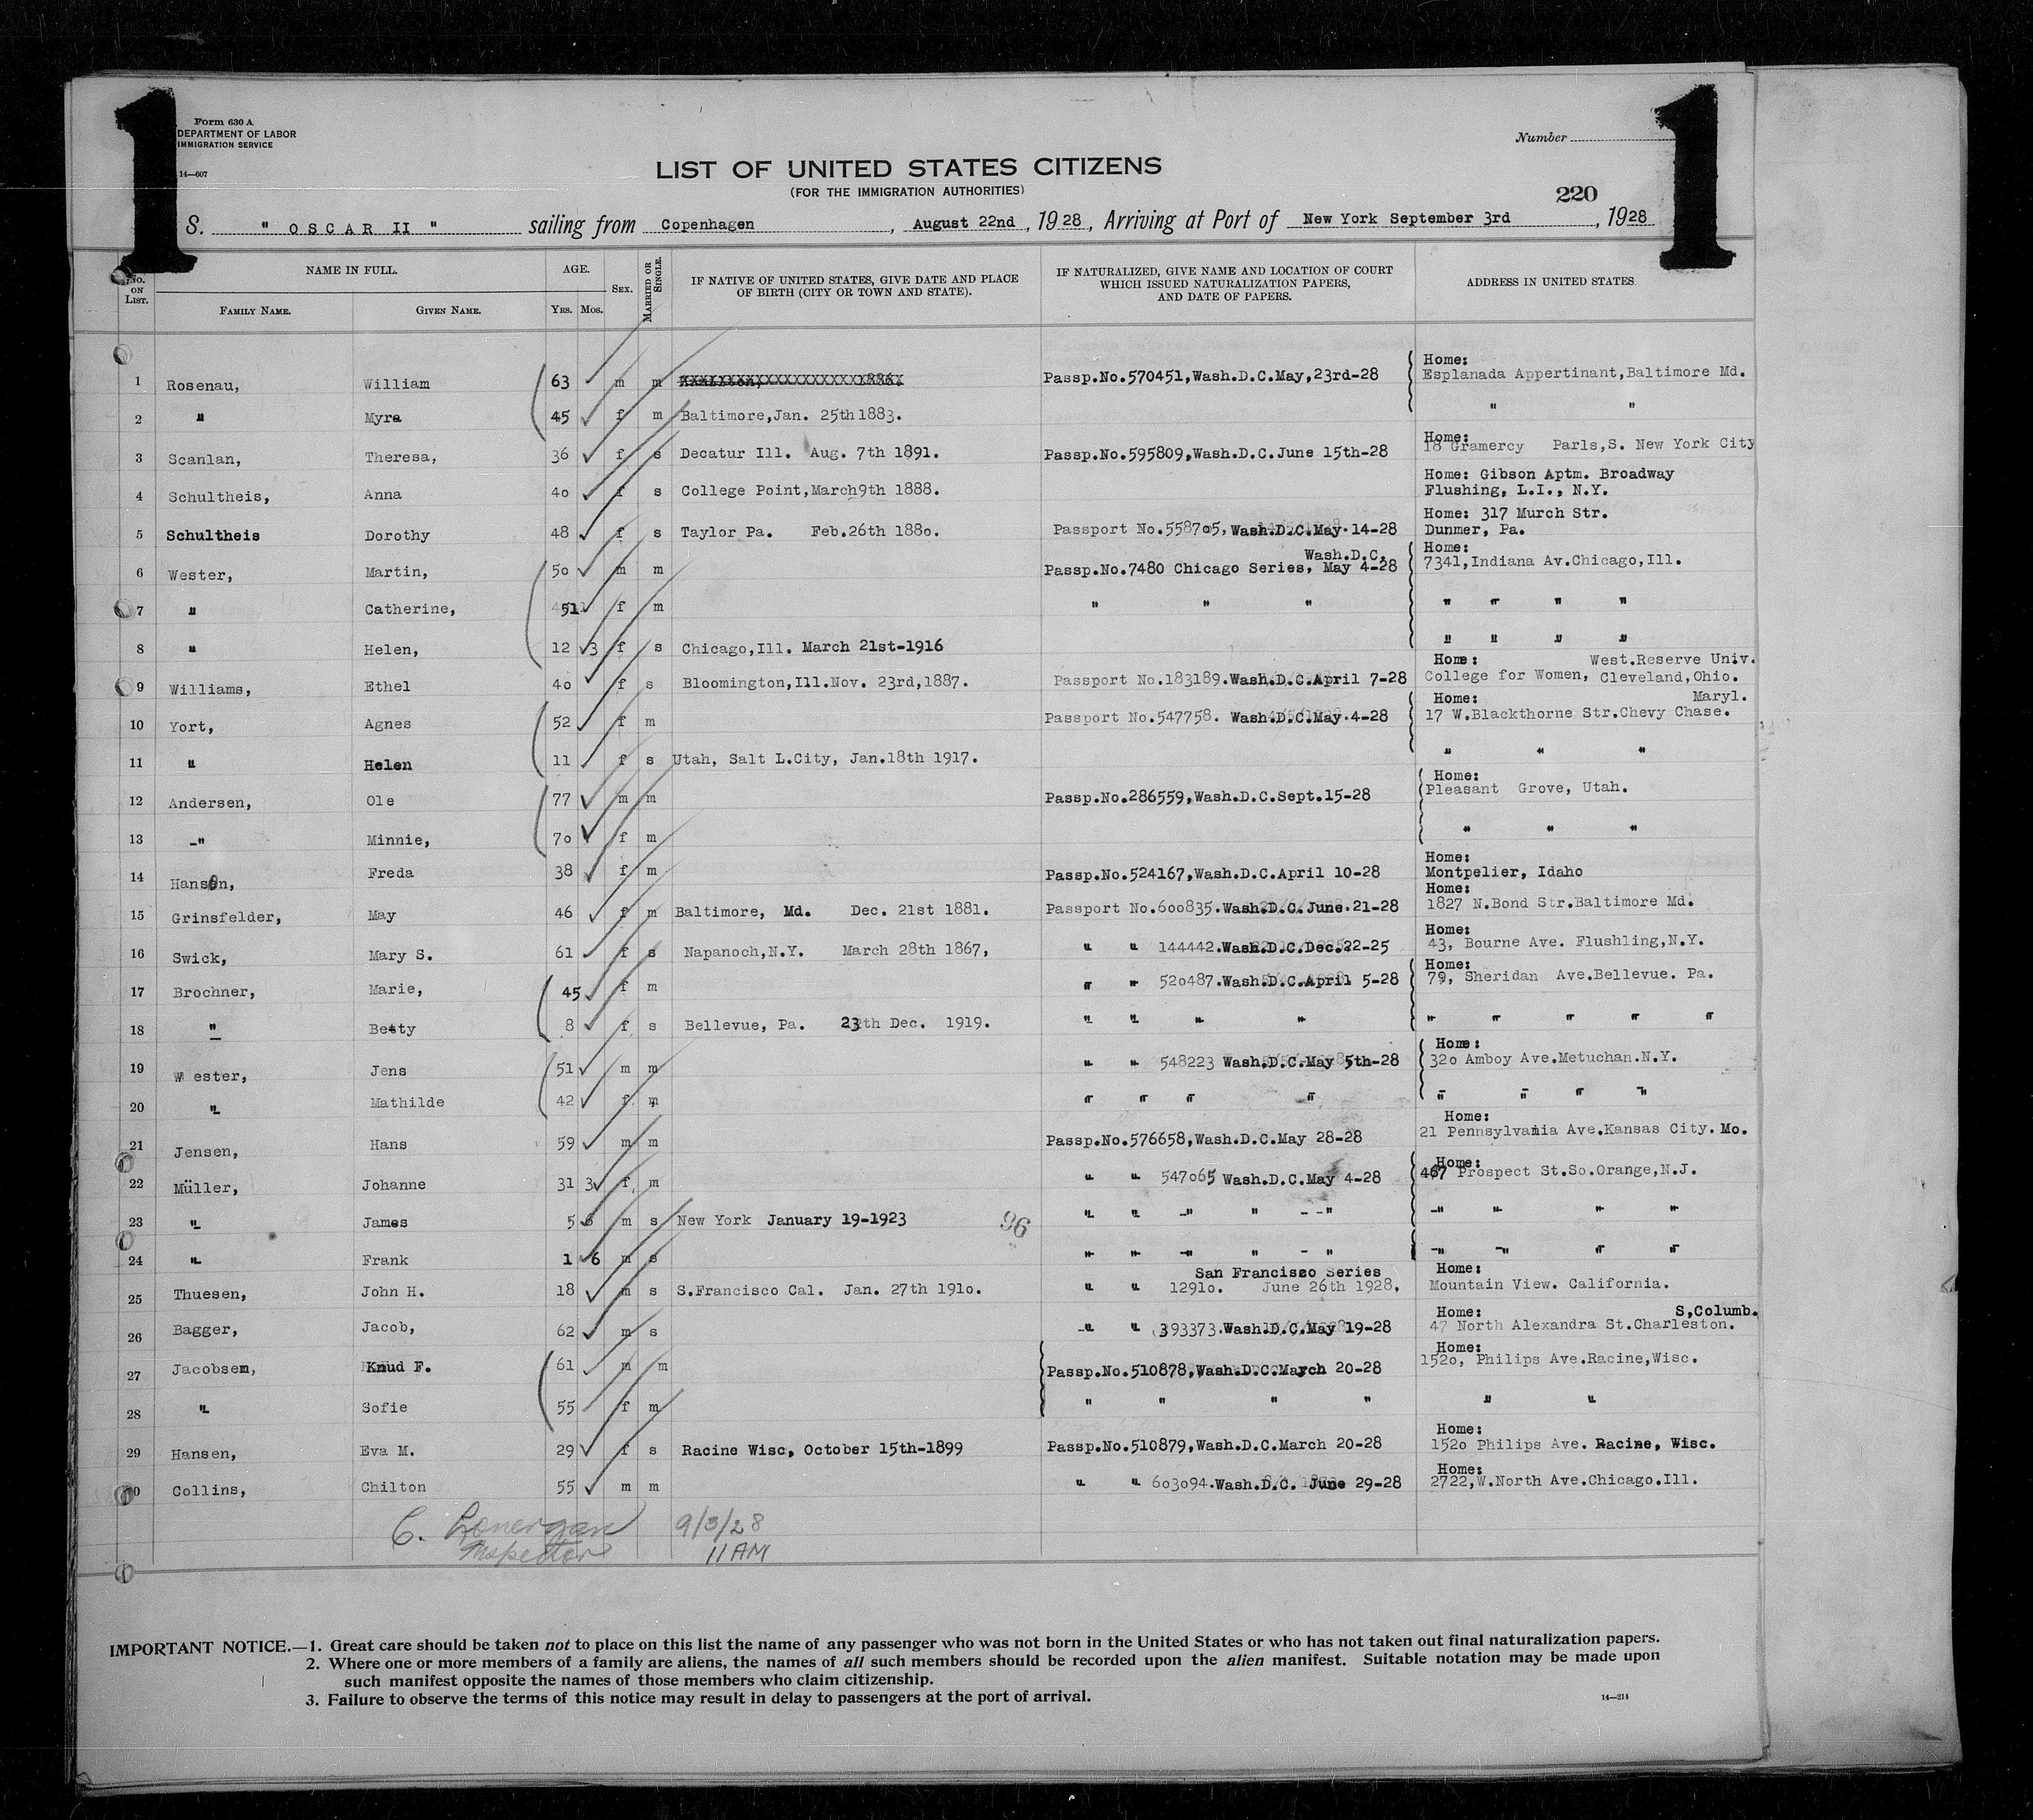 1 1
Form 630 A
DEPARTMENT OF LABOR
IMMIGRATION SERVICE
14—607
Number
LIST OF UNITED STATES CITIZENS
(FOR THE IMMIGRATION AUTHORITIES)
220
S. " OSCAR II " sailing from Copenhagen, August 22nd, 1928, Arriving at Port of New York September 3rd, 1928
No. ON LIST. NAME IN FULL. FAMILY NAME. GIVEN NAME. AGE. YRS. MOS. SEX. MARRIED OR SINGLE. IF NATIVE OF UNITED STATES, GIVE DATE AND PLACE OF BIRTH (CITY OR TOWN AND STATE). IF NATURALIZED, GIVE NAME AND LOCATION OF COURT WHICH ISSUED NATURALIZATION PAPERS, AND DATE OF PAPERS. ADDRESS IN UNITED STATES
1 Rosenau, William 63 m m Passp.No.570451,Wash.D.C.May,23rd-28 Home: Esplanada Appertinant,Baltimore Md.
2 " Myra 45 f m Baltimore,Jan. 25th 1883. " "
3 Scanlan, Theresa, 36 f s Decatur Ill. Aug. 7th 1891. Passp.No.595809,Wash.D.C.June 15th-28 Home: 18 Gramercy Parls,S. New York City
4 Schultheis, Anna 40 f s College Point,March9th 1888. Home: Gibson Aptm. Broadway Flushing, L.I., N.Y.
5 Schultheis Dorothy 48 f s Taylor Pa. Feb.26th 1880. Passport No.558705, Wash.D.C.May.14-28 Home: 317 Murch Str. Dunmer, Pa.
6 Wester, Martin, 50 m m Passp.No.7480 Chicago Series, Wash.D.C, May 4-28 Home: 7341,Indiana Av.Chicago,Ill.
7 " Catherine, 51 f m " " " " " " "
8 " Helen, 12 3 f s Chicago,Ill. March 21st-1916 " " " "
9 Williams, Ethel 40 f s Bloomington,Ill.Nov. 23rd,1887. Passport No.183189.Wash.D.C.April 7-28 Home: West.Reserve Univ. College for Women, Cleveland,Ohio.
10 Yort, Agnes 52 f m Passport No.547758. Wash.D.C.May.4-28 Home: Maryl. 17 W.Blackthorne Str.Chevy Chase.
11 " Helen 11 f s Utah, Salt L.City, Jan.18th 1917. " " "
12 Andersen, Ole 77 m m Passp.No.286559,Wash.D.C.Sept.15-28 Home: Pleasant Grove, Utah.
13 -" Minnie, 70 f m " " "
14 Hansen, Freda 38 f m Passp.No.524167,Wash.D.C.April 10-28 Home: Montpelier, Idaho
15 Grinsfelder, May 46 f m Baltimore, Md. Dec. 21st 1881. Passport No.600835.Wash.D.C.June.21-28 Home: 1827 N.Bond Str.Baltimore Md.
16 Swick, Mary S. 61 f s Napanoch,N.Y. March 28th 1867, " " 144442.Wash.D.C.Dec.22-25 Home: 43, Bourne Ave. Flushling,N.Y.
17 Brochner, Marie, 45 f m " " 520487.Wash.D.C.April 5-28 Home: 79, Sheridan Ave.Bellevue. Pa.
18 " Betty 8 f s Bellevue, Pa. 23th Dec. 1919. " " " " " " " " "
19 Wester, Jens 51 m m " " 548223 Wash.D.C.May 5th-28 Home: 320 Amboy Ave.Metuchan.N.Y.
20 " Mathilde 42 f m " " " " " " " "
21 Jensen, Hans 59 m m Passp.No.576658,Wash.D.C.May 28-28 Home: 21 Pennsylvania Ave.Kansas City. Mo.
22 Müller, Johanne 31 3 f m " " 547065 Wash.D.C.May 4-28 Home: 467 Prospect St.So.Orange,N.J.
23 " James 5 6 m s New York January 19-1923 96 " " -" " --" -" " " "
24 " Frank 1 6 m s " " -" " - " -" -" " "
25 Thuesen, John H. 18 m s S.Francisco Cal. Jan. 27th 1910. " " San Francisco Series 12910. June 26th 1928, Home: Mountain View. California.
26 Bagger, Jacob, 62 m s -" " 393373.Wash.D.C.May 19-28 Home: S,Columb. 47 North Alexandra St.Charleston.
27 Jacobsen, Knud F. 61 m m Passp.No.510878,Wash.D.C.March 20-28 Home: 1520, Philips Ave.Racine,Wisc.
28 " Sofie 55 f m " " " " " "
29 Hansen, Eva M. 29 f s Racine Wisc, October 15th-1899 Passp.No.510879,Wash.D.C.March 20-28 Home: 1520 Philips Ave. Racine, Wisc.
30 Collins, Chilton 55 m m " " 603094.Wash.D.C. June 29-28 Home: 2722,W.North Ave.Chicago.Ill.
C. Lonergan 9/3/28
Inspector 11 AM
IMPORTANT NOTICE.—1. Great care should be taken not to place on this list the name of any passenger who was not born in the United States or who has not taken out final naturalization papers.
2. Where one or more members of a family are aliens, the names of all such members should be recorded upon the alien manifest. Suitable notation may be made upon
such manifest opposite the names of those members who claim citizenship.
3. Failure to observe the terms of this notice may result in delay to passengers at the port of arrival.
14—214